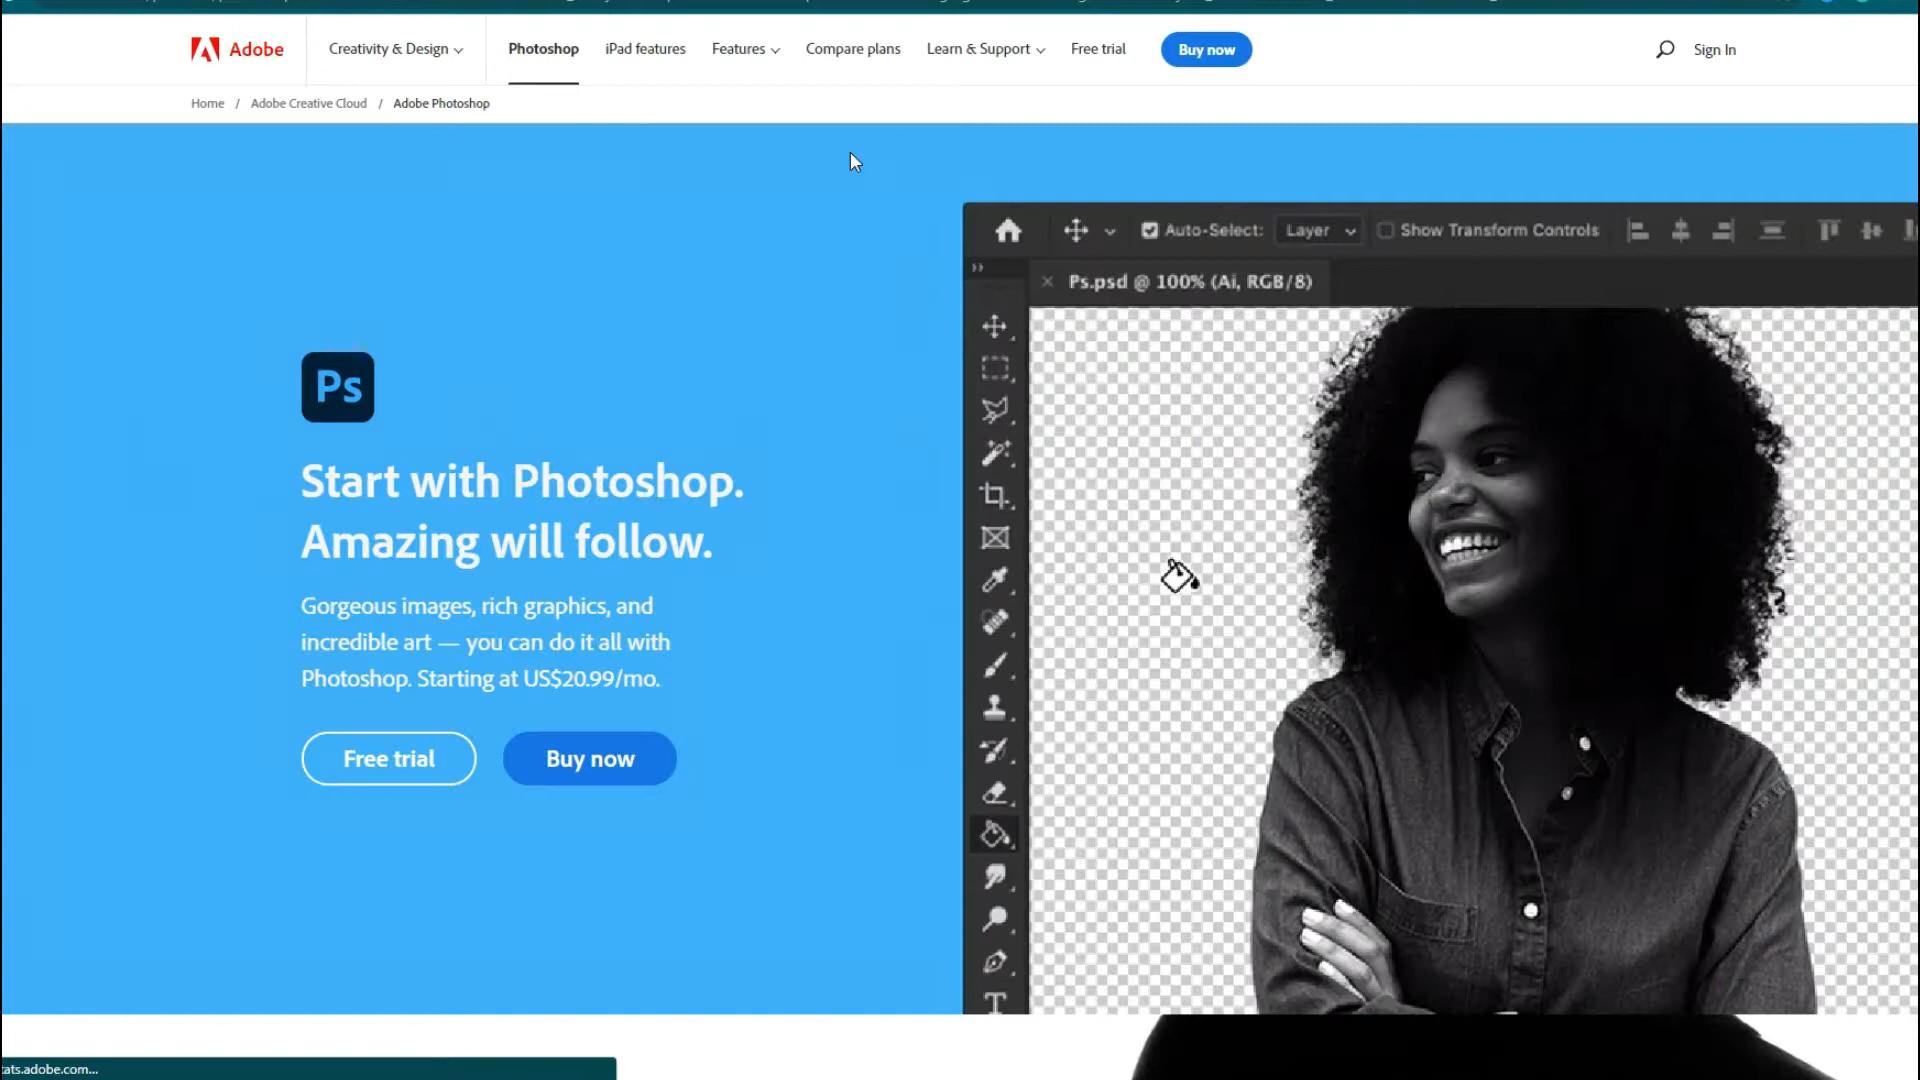 Adobe
Creativity & Design
Photoshop
iPad features
Features
Compare plans
Learn & Support
Free trial
Buy now
Sign In
Home / Adobe Creative Cloud / Adobe Photoshop
Auto-Select: Layer
Show Transform Controls
Ps.psd @ 100% (Ai, RGB/8)
Ps
Start with Photoshop.
Amazing will follow.
Gorgeous images, rich graphics, and
incredible art — you can do it all with
Photoshop. Starting at US$20.99/mo.
Free trial
Buy now
tats.adobe.com...